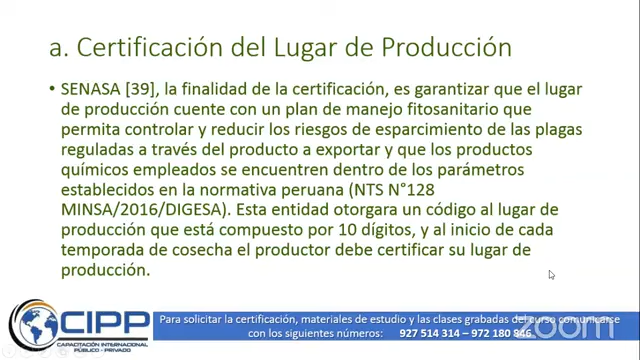 a. Certificación del Lugar de Producción
• SENASA [39], la finalidad de la certificación, es garantizar que el lugar
de producción cuente con un plan de manejo fitosanitario que
permita controlar y reducir los riesgos de esparcimiento de las plagas
reguladas a través del producto a exportar y que los productos
químicos empleados se encuentren dentro de los parámetros
establecidos en la normativa peruana (NTS N°128
MINSA/2016/DIGESA). Esta entidad otorgara un código al lugar de
producción que está compuesto por 10 dígitos, y al inicio de cada
temporada de cosecha el productor debe certificar su lugar de
producción.
CIPP
CAPACITACIÓN INTERNACIONAL
PÚBLICO - PRIVADO
Para solicitar la certificación, materiales de estudio y las clases grabadas del curso comunicarse
con los siguientes números: 927 514 314 – 972 180 846
zoom